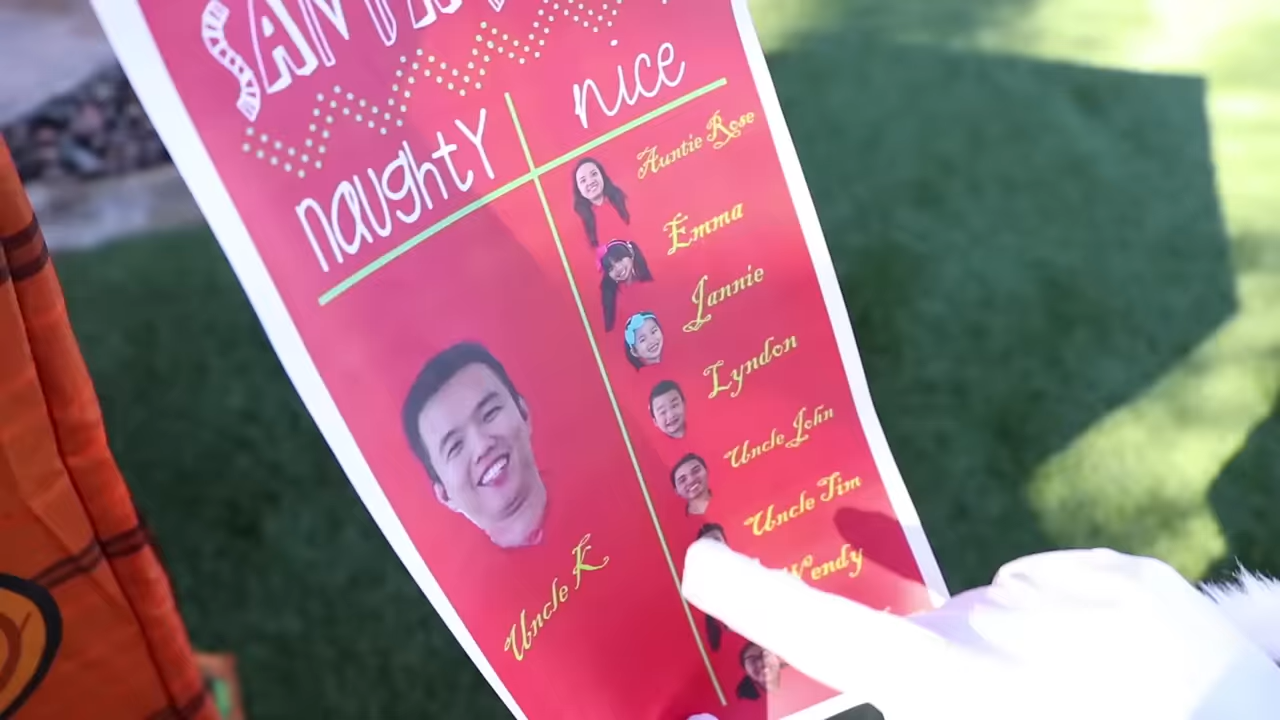 naughty
nice
Auntie Rose
Emma
Jannie
Lyndon
Uncle John
Uncle Tim
Wendy
Uncle K